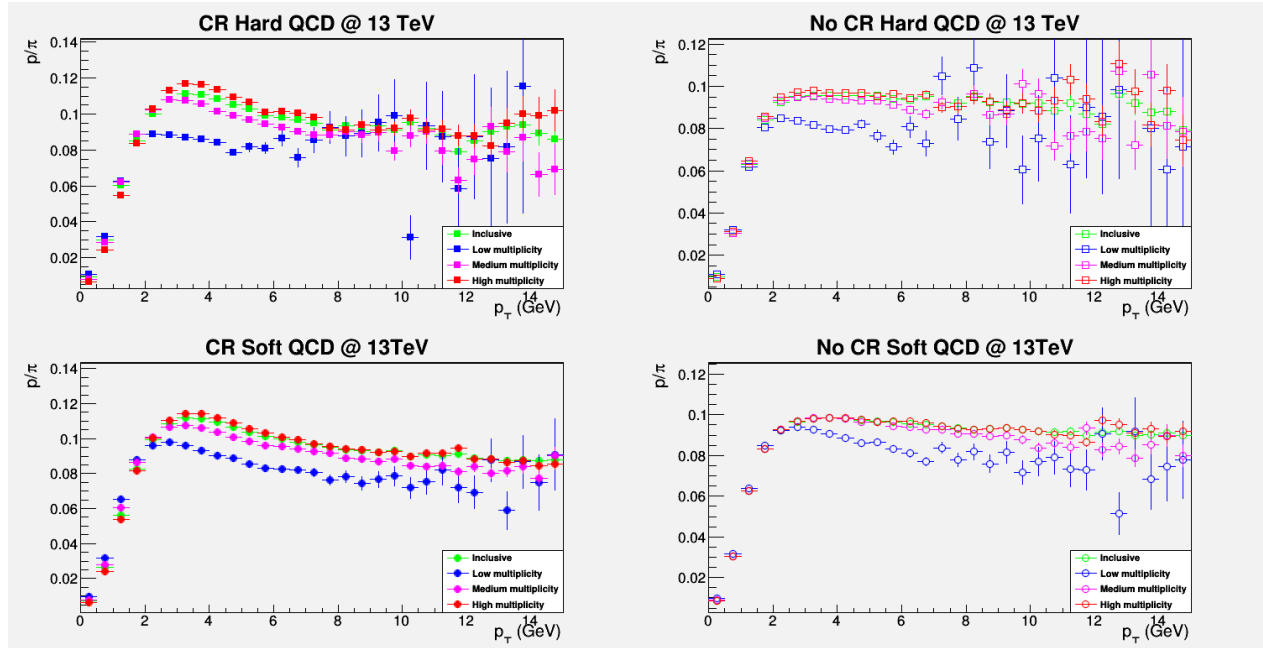 CR Hard QCD @ 13 TeV
p/π
0.14
0.12
0.1
0.08
0.06
0.04
0.02
Inclusive
Low multiplicity
Medium multiplicity
High multiplicity
0 2 4 6 8 10 12 14
p_T (GeV)
No CR Hard QCD @ 13 TeV
p/π
0.12
0.1
0.08
0.06
0.04
0.02
Inclusive
Low multiplicity
Medium multiplicity
High multiplicity
0 2 4 6 8 10 12 14
p_T (GeV)
CR Soft QCD @ 13TeV
p/π
0.14
0.12
0.1
0.08
0.06
0.04
0.02
Inclusive
Low multiplicity
Medium multiplicity
High multiplicity
0 2 4 6 8 10 12 14
p_T (GeV)
No CR Soft QCD @ 13TeV
p/π
0.12
0.1
0.08
0.06
0.04
0.02
Inclusive
Low multiplicity
Medium multiplicity
High multiplicity
0 2 4 6 8 10 12 14
p_T (GeV)